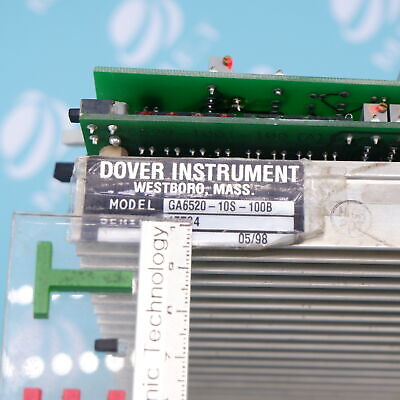 DOVER INSTRUMENT
WESTBORO, MASS.
MODEL GA6520-10S-100B
05/98
nic Technology